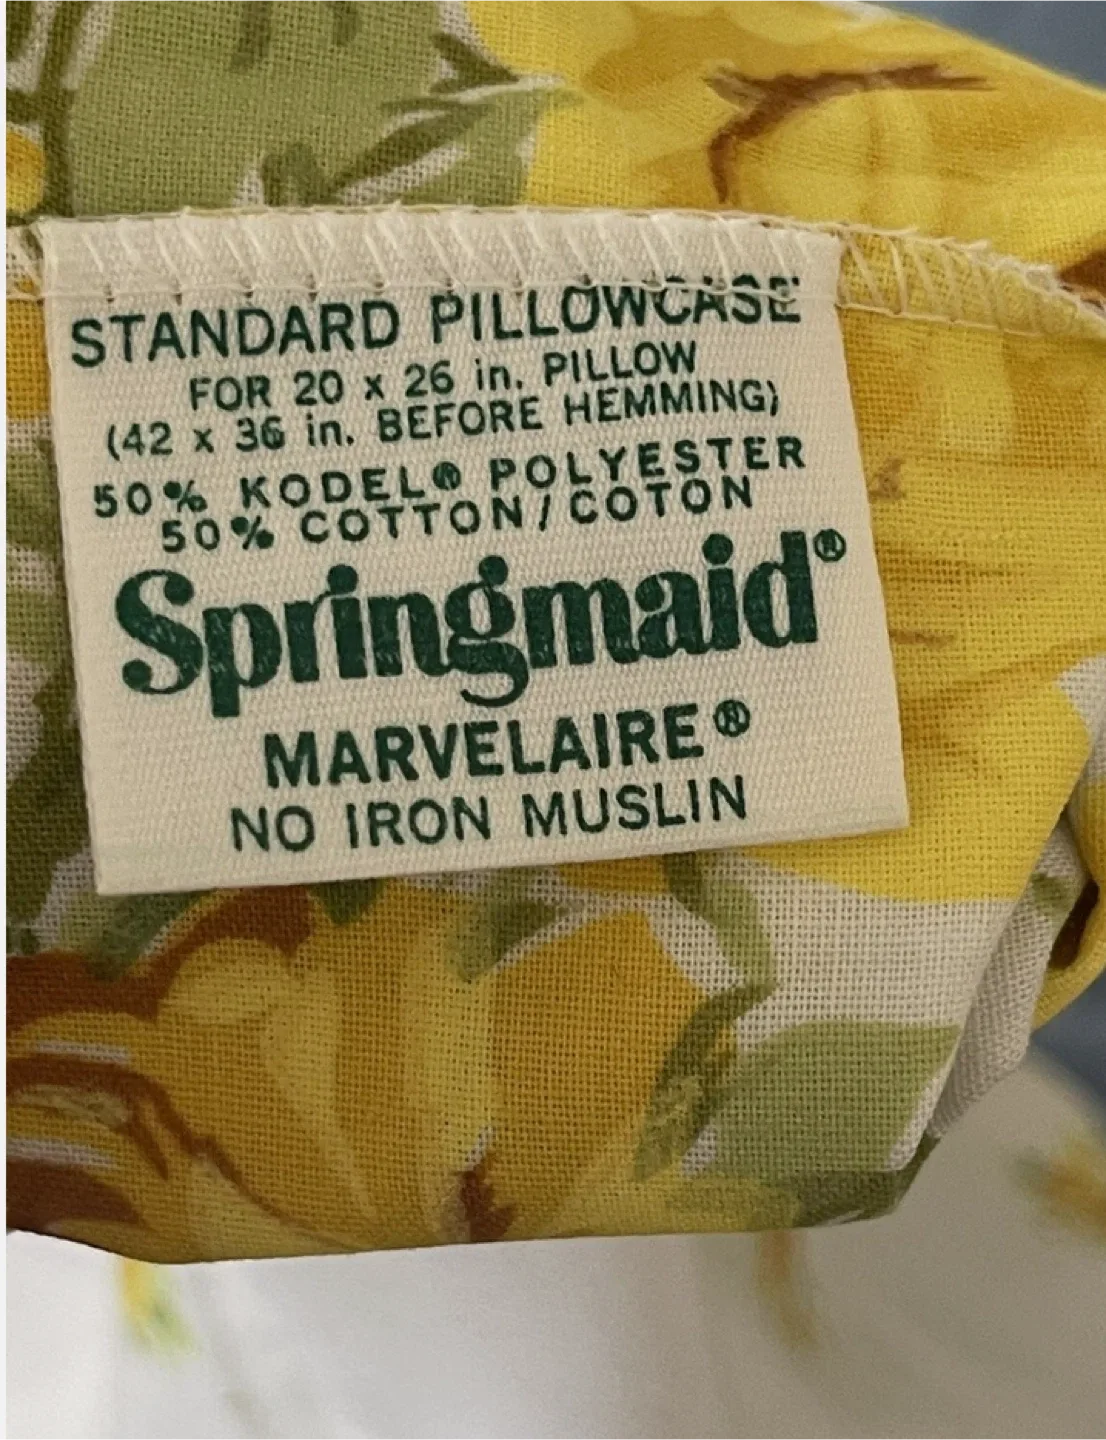 STANDARD PILLOWCASE
FOR 20 x 26 in. PILLOW
(42 x 36 in. BEFORE HEMMING)
50% KODEL® POLYESTER
50% COTTON/COTON
Springmaid®
MARVELAIRE®
NO IRON MUSLIN